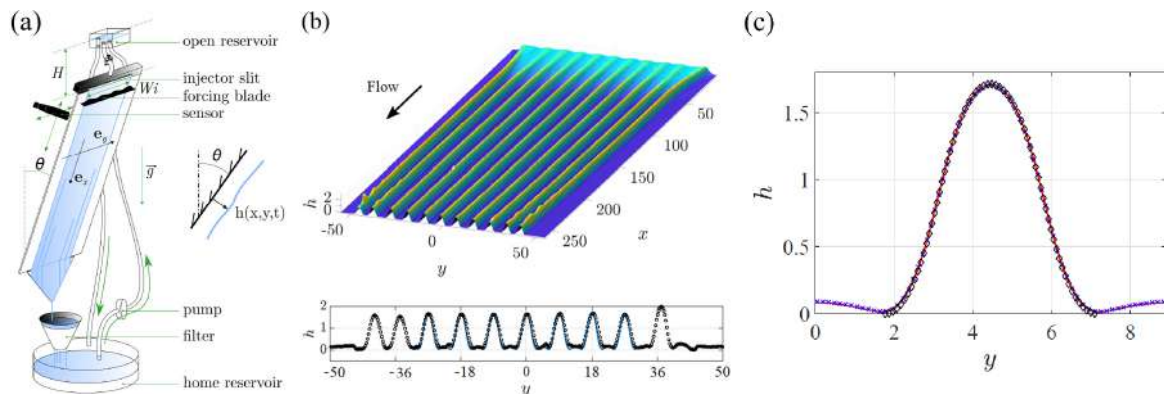 (a)
open reservoir
H
injector slit
Wi
forcing blade
sensor
θ
e_y
e_x
g
θ
h(x,y,t)
pump
filter
home reservoir
(b)
Flow
50
100
150
200
250
x
2
0
h
-50
0
50
y
2
1
0
h
-50 -36 -18 0 18 36 50
y
(c)
1.5
1
0.5
0
h
0 2 4 6 8
y